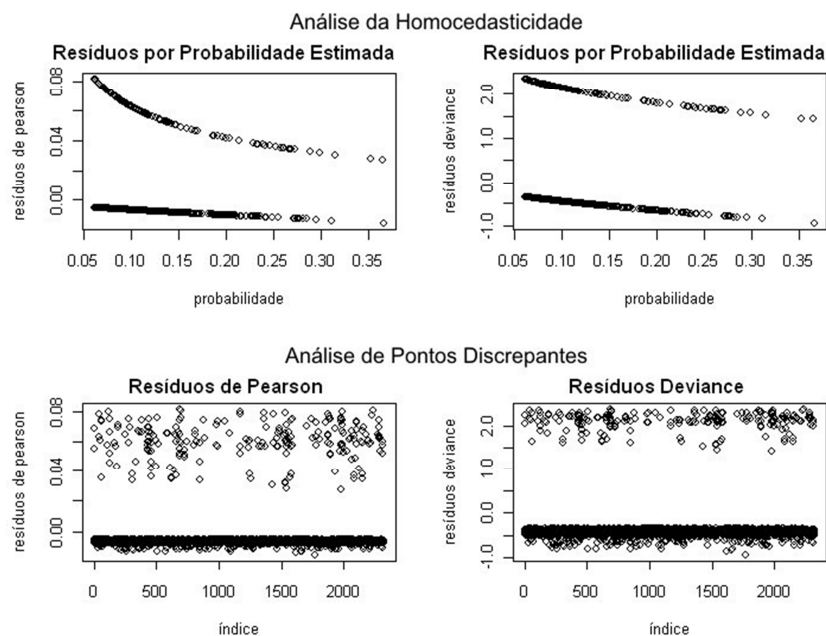 Análise da Homocedasticidade
Resíduos por Probabilidade Estimada
resíduos de pearson
0.08
0.04
0.00
0.05 0.10 0.15 0.20 0.25 0.30 0.35
probabilidade
Resíduos por Probabilidade Estimada
resíduos deviance
2.0
1.0
0.0
-1.0
0.05 0.10 0.15 0.20 0.25 0.30 0.35
probabilidade
Análise de Pontos Discrepantes
Resíduos de Pearson
resíduos de pearson
0.08
0.04
0.00
0 500 1000 1500 2000
índice
Resíduos Deviance
resíduos deviance
2.0
1.0
0.0
-1.0
0 500 1000 1500 2000
índice